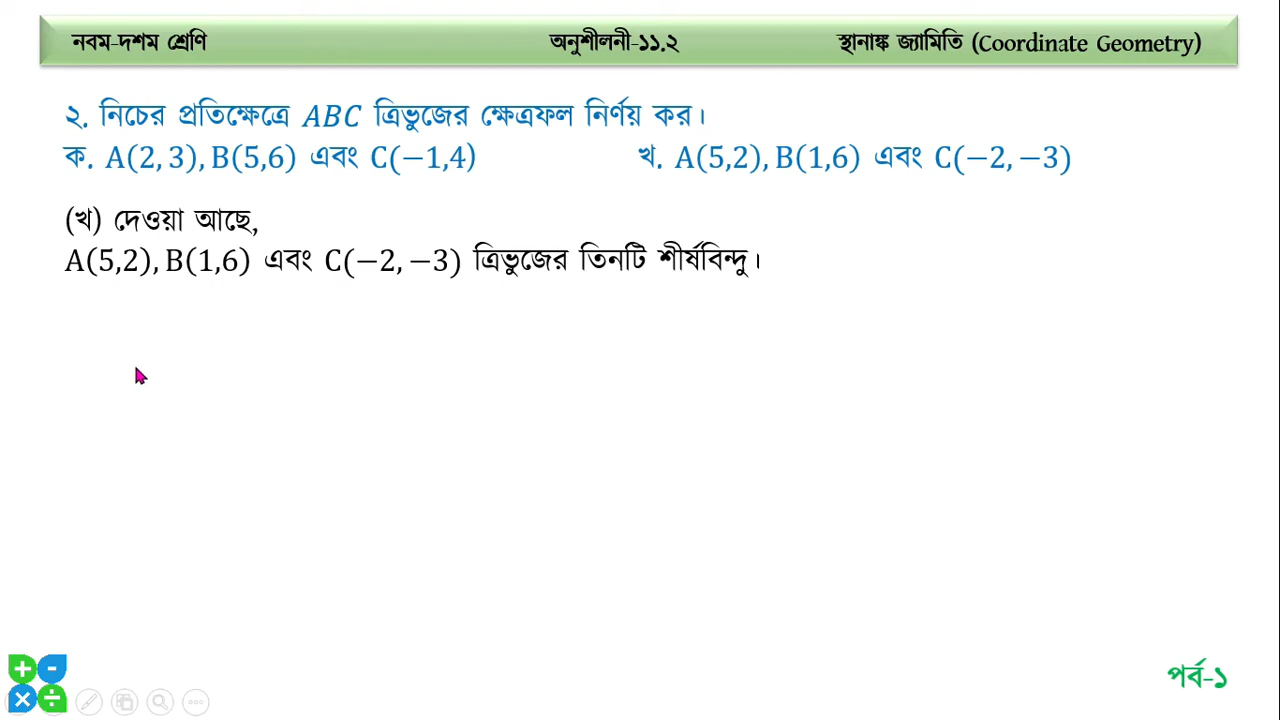 নবম-দশম শ্রেণি অনুশীলনী-১১.২ স্থানাঙ্ক জ্যামিতি (Coordinate Geometry)
২. নিচের প্রতিক্ষেত্রে ABC ত্রিভুজের ক্ষেত্রফল নির্ণয় কর।
ক. A(2, 3), B(5,6) এবং C(−1,4) খ. A(5,2), B(1,6) এবং C(−2, −3)
(খ) দেওয়া আছে,
A(5,2), B(1,6) এবং C(−2, −3) ত্রিভুজের তিনটি শীর্ষবিন্দু।
+ -
× ÷
পর্ব-১